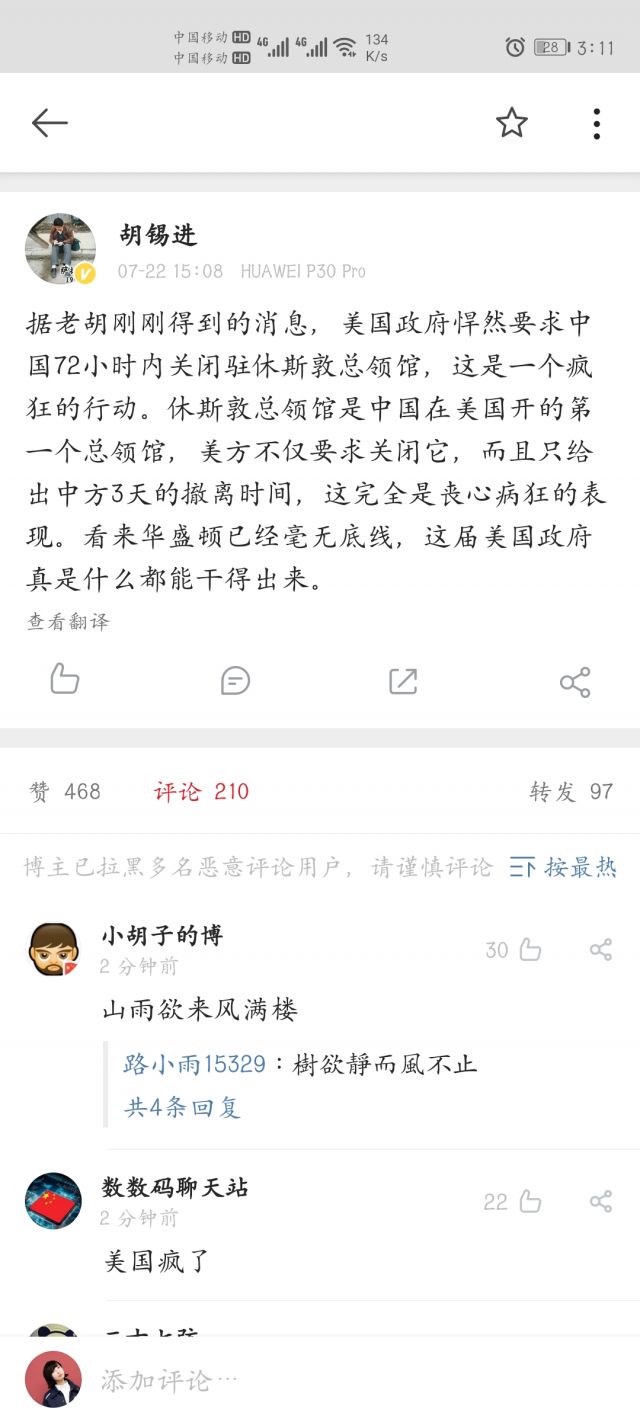 中国移动 HD 4G 4G 134
中国移动 HD K/s 28 3:11
胡锡进
07-22 15:08 HUAWEI P30 Pro
据老胡刚刚得到的消息，美国政府悍然要求中
国72小时内关闭驻休斯敦总领馆，这是一个疯
狂的行动。休斯敦总领馆是中国在美国开的第
一个总领馆，美方不仅要求关闭它，而且只给
出中方3天的撤离时间，这完全是丧心病狂的表
现。看来华盛顿已经毫无底线，这届美国政府
真是什么都能干得出来。
查看翻译
赞 468 评论 210 转发 97
博主已拉黑多名恶意评论用户，请谨慎评论 按最热
小胡子的博
30
2 分钟前
山雨欲来风满楼
路小雨15329：樹欲靜而風不止
共4条回复
数数码聊天站
22
2 分钟前
美国疯了
添加评论…